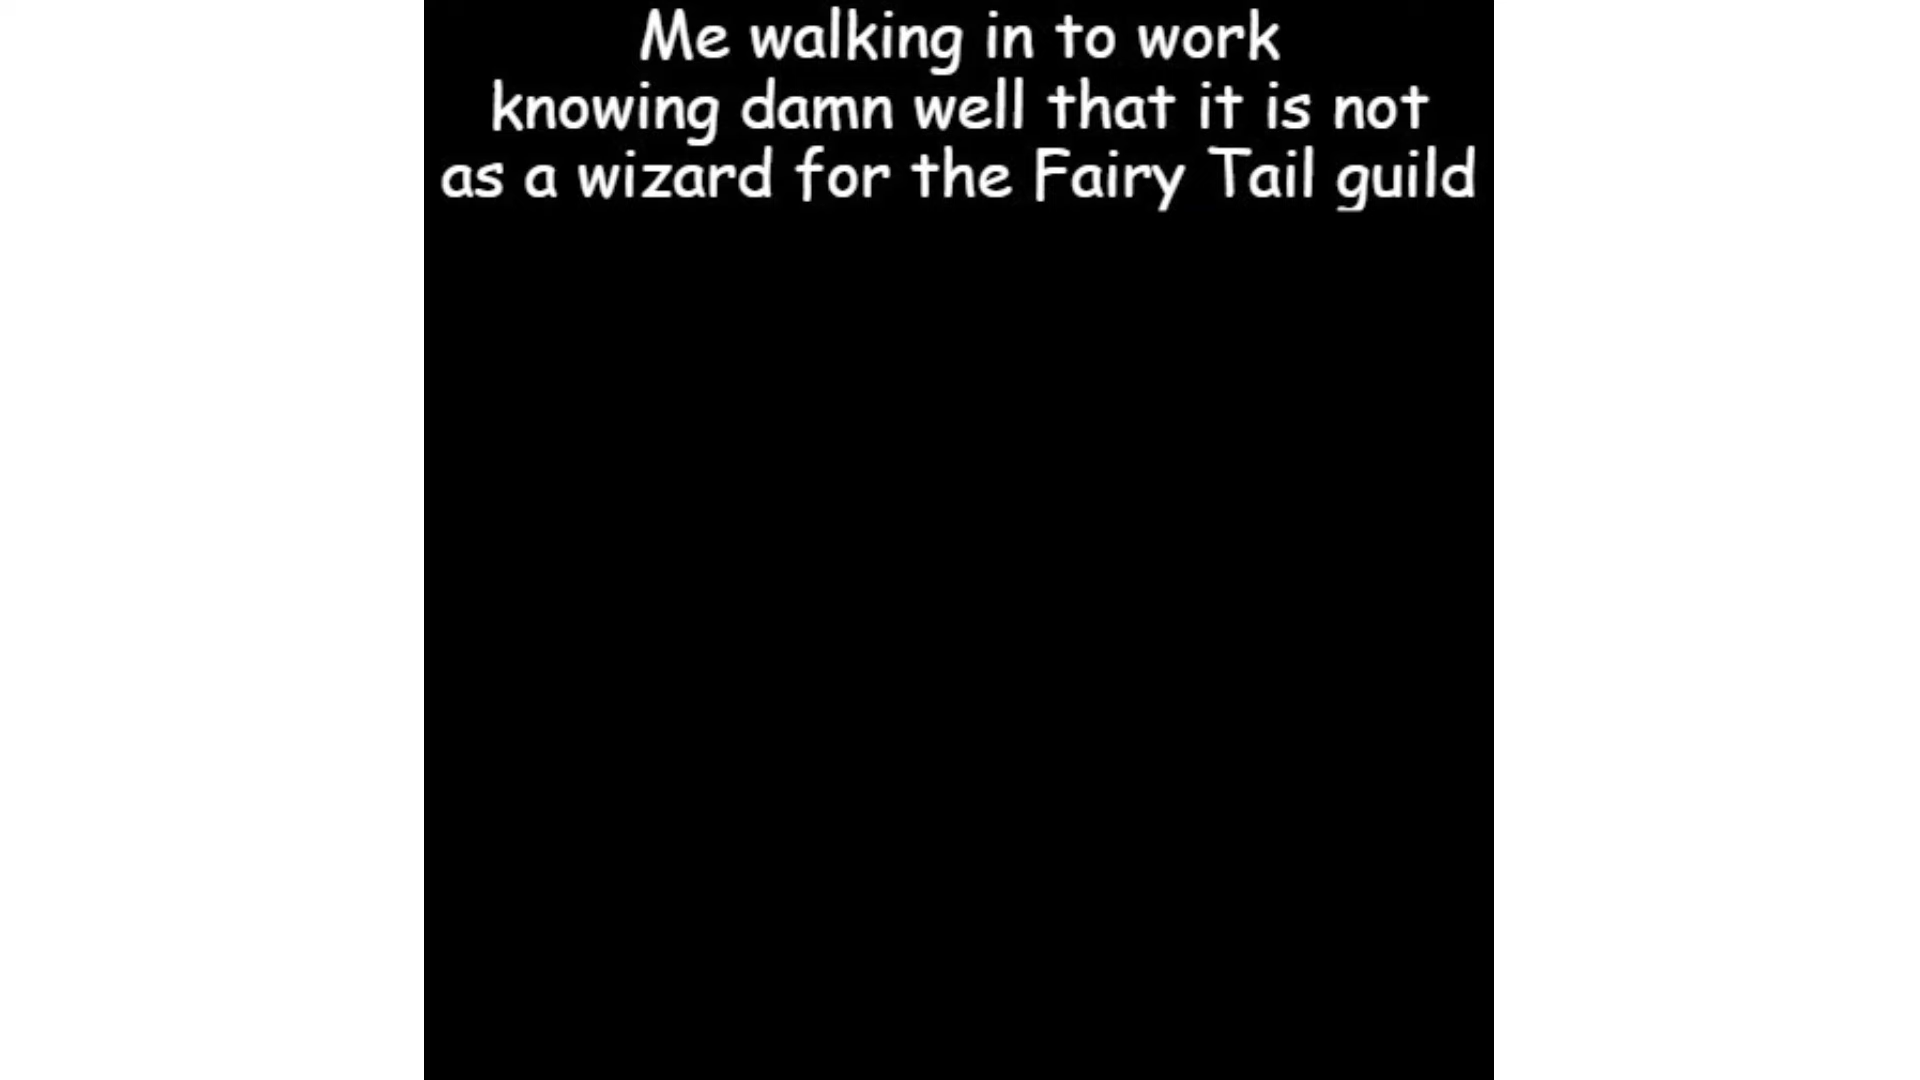 Me walking in to work
knowing damn well that it is not
as a wizard for the Fairy Tail guild